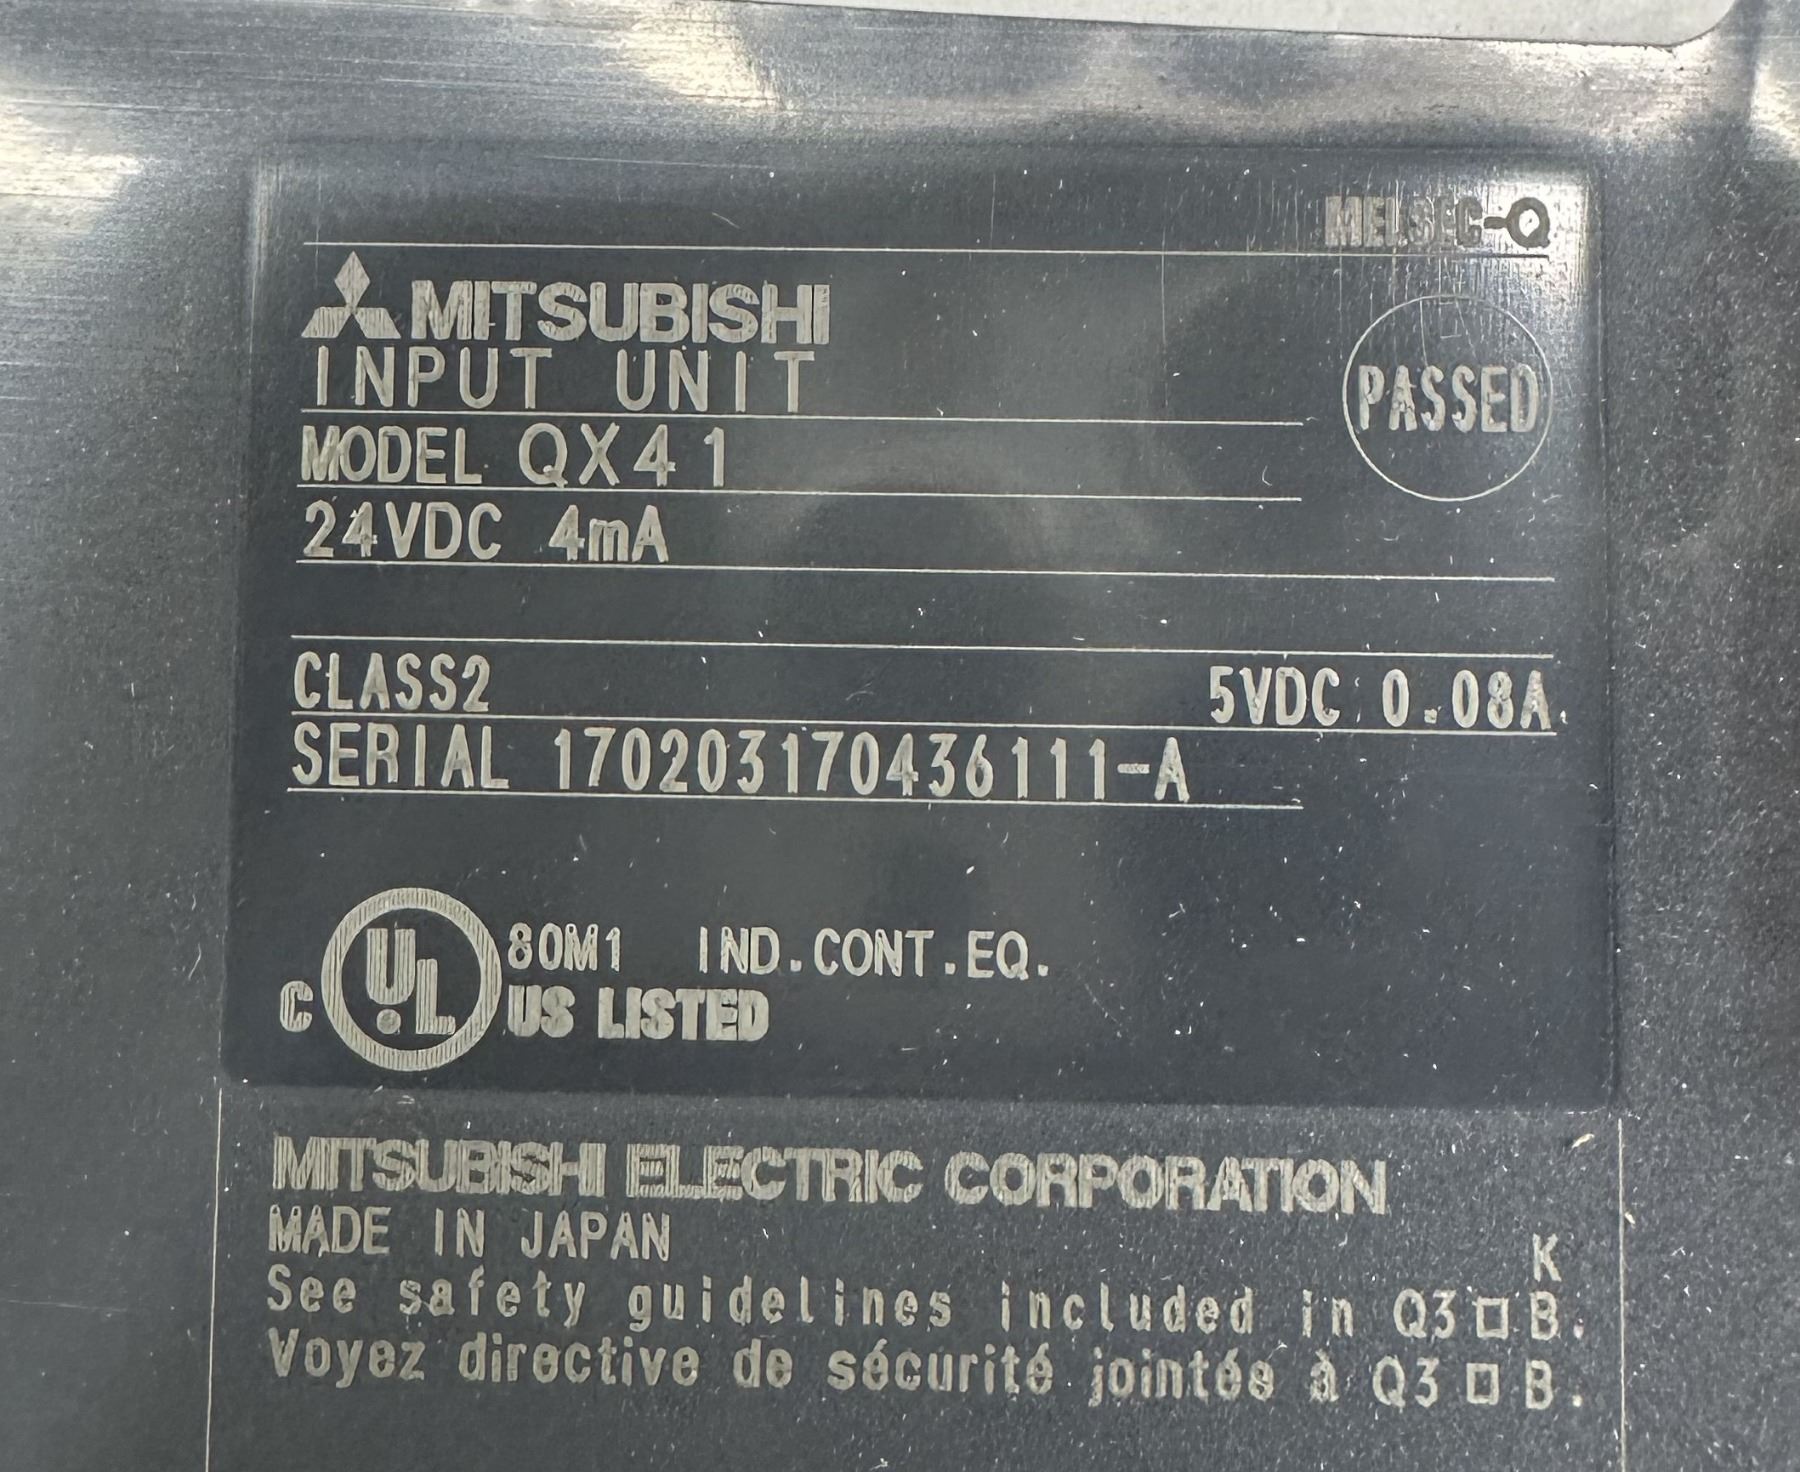 MELSEC-Q
MITSUBISHI
INPUT UNIT
PASSED
MODEL QX41
24VDC 4mA
CLASS2 5VDC 0.08A
SERIAL 170203170436111-A
C UL 80M1 IND.CONT.EQ.
US LISTED
MITSUBISHI ELECTRIC CORPORATION
MADE IN JAPAN K
See safety guidelines included in Q3□B.
Voyez directive de sécurité jointés à Q3□B.